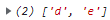 ▸ (2) ['d', 'e']